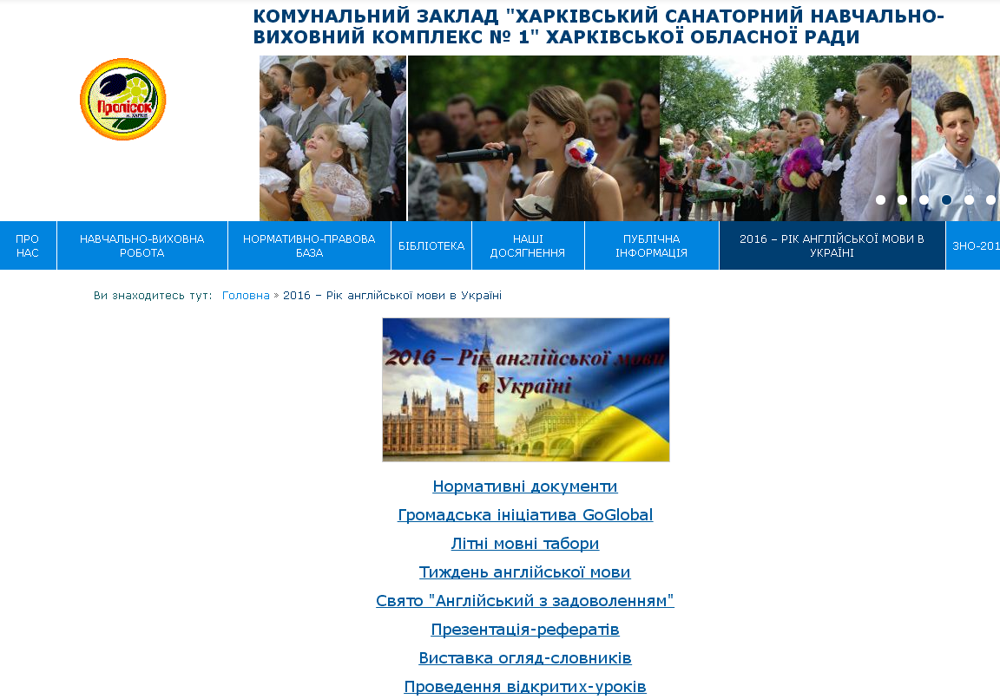 КОМУНАЛЬНИЙ ЗАКЛАД "ХАРКІВСЬКИЙ САНАТОРНИЙ НАВЧАЛЬНО-
ВИХОВНИЙ КОМПЛЕКС № 1" ХАРКІВСЬКОЇ ОБЛАСНОЇ РАДИ
Пролісок
м. ХАРКІВ
ПРО
НАС
НАВЧАЛЬНО-ВИХОВНА
РОБОТА
НОРМАТИВНО-ПРАВОВА
БАЗА
БІБЛІОТЕКА
НАШІ
ДОСЯГНЕННЯ
ПУБЛІЧНА
ІНФОРМАЦІЯ
2016 – РІК АНГЛІЙСЬКОЇ МОВИ В
УКРАЇНІ
ЗНО-201
Ви знаходитесь тут: Головна » 2016 – Рік англійської мови в Україні
2016 – Рік англійської мови
в Україні
Нормативні документи
Громадська ініціатива GoGlobal
Літні мовні табори
Тиждень англійської мови
Свято "Англійський з задоволенням"
Презентація-рефератів
Виставка огляд-словників
Проведення відкритих-уроків